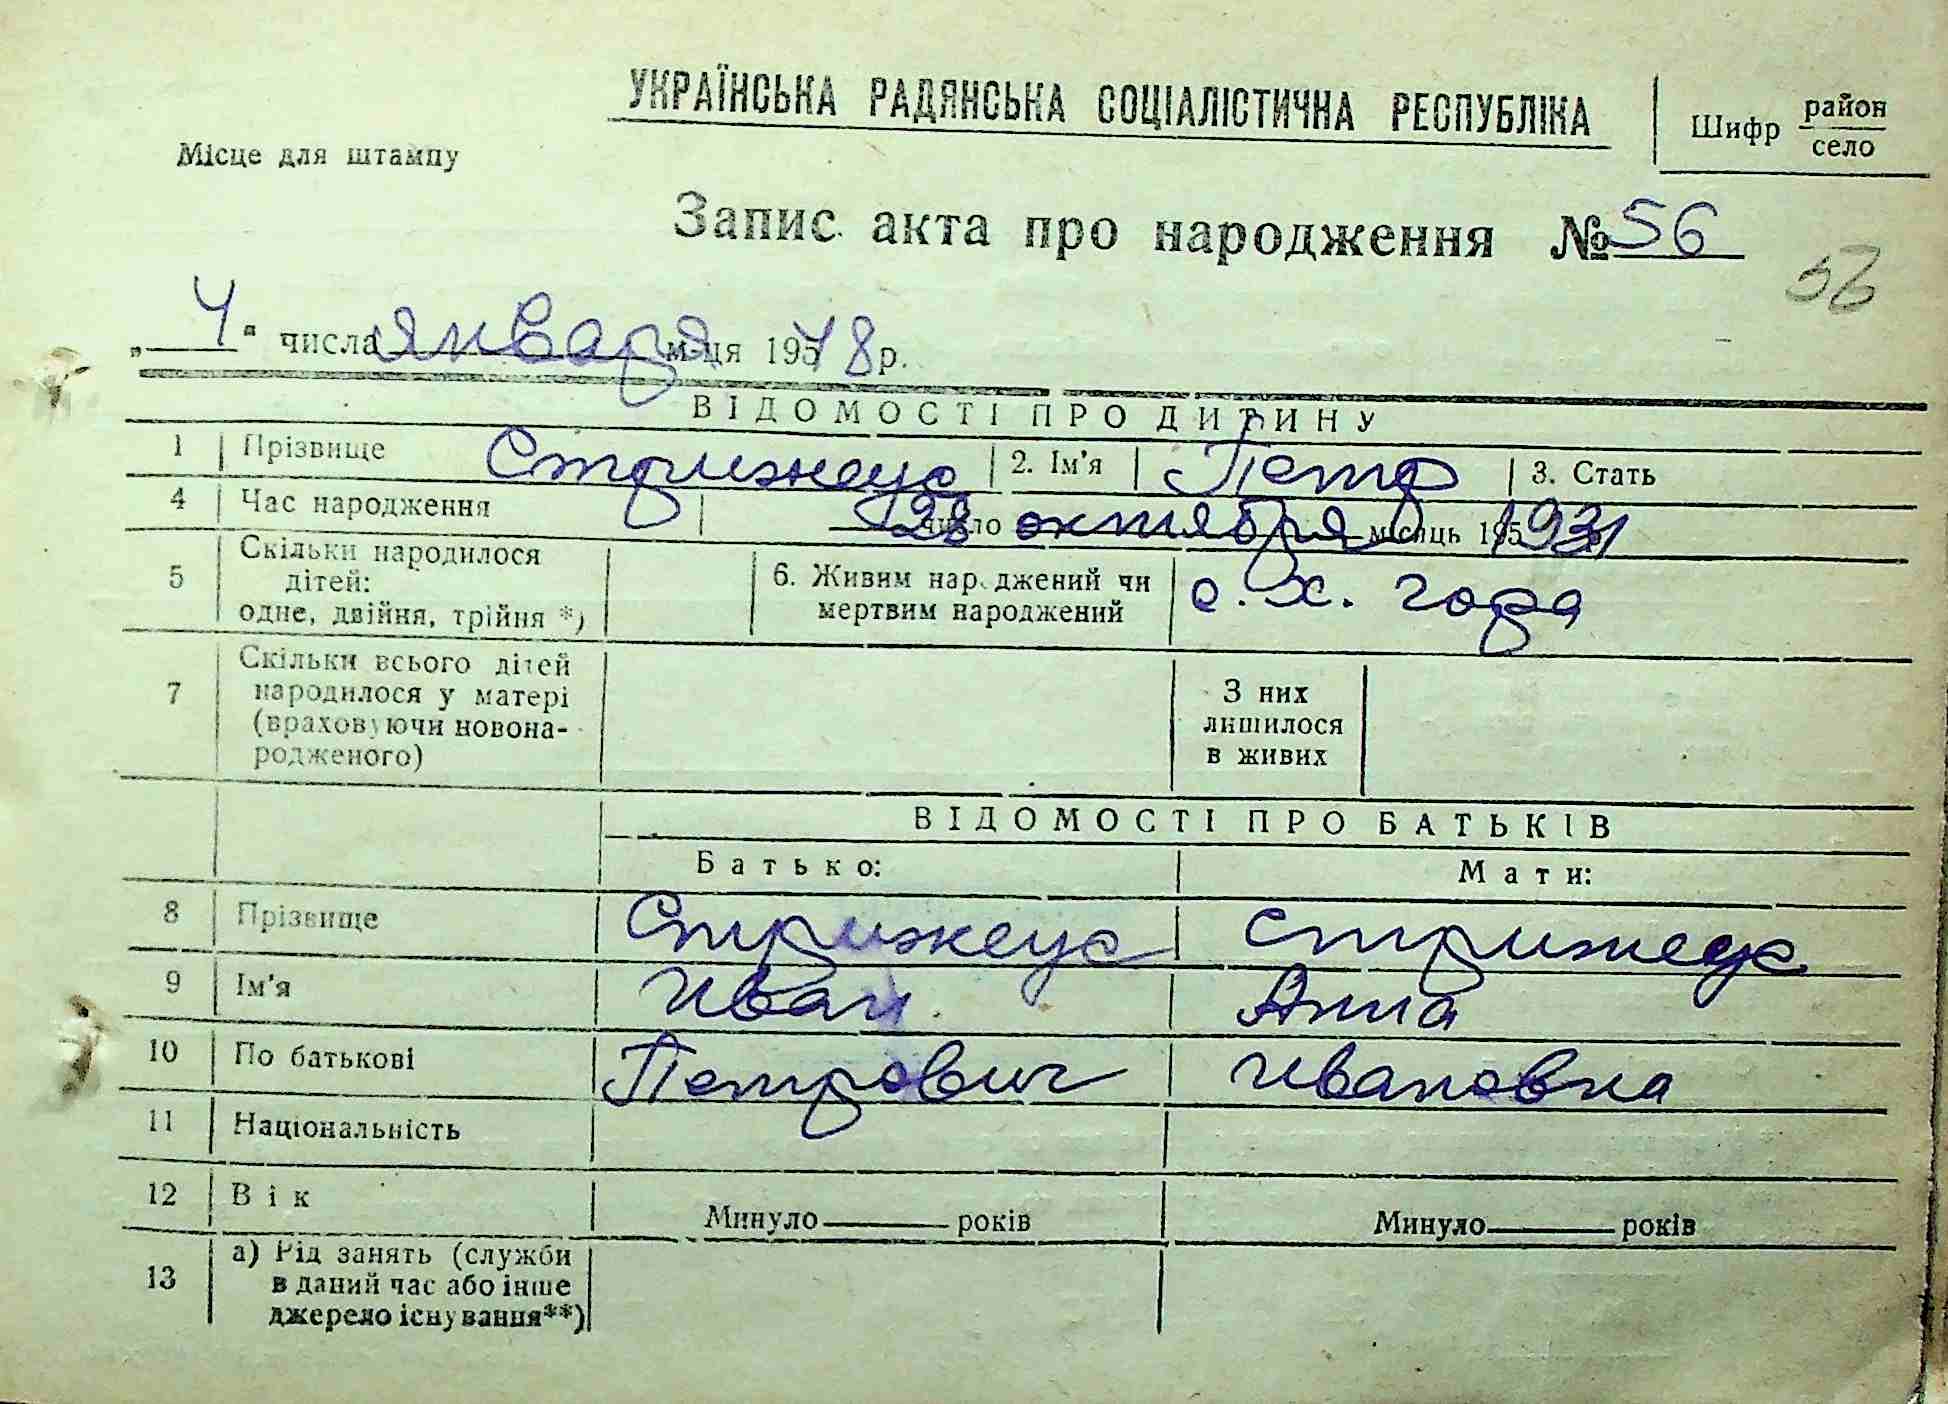 УКРАЇНСЬКА РАДЯНСЬКА СОЦІАЛІСТИЧНА РЕСПУБЛІКА
Шифр район
село
Місце для штампу
Запис акта про народження № 56
56
„ 4 " числа января м-ця 1948 р.
ВІДОМОСТІ ПРО ДИТИНУ
1 Прізвище Стрижеус 2. Ім'я Петр 3. Стать
4 Час народження 28 число октября місяць 195 1931
5 Скільки народилося дітей: одне, двійня, трійня *) 6. Живим народжений чи мертвим народжений с. х. года
7 Скільки всього дітей народилося у матері (враховуючи новонародженого) З них лишилося в живих
ВІДОМОСТІ ПРО БАТЬКІВ
Батько: Мати:
8 Прізвище Стрижеус Стрижеус
9 Ім'я Иван Анна
10 По батькові Петрович Ивановна
11 Національність
12 Вік Минуло років Минуло років
13 а) Рід занять (служби в даний час або інше джерело існування**)